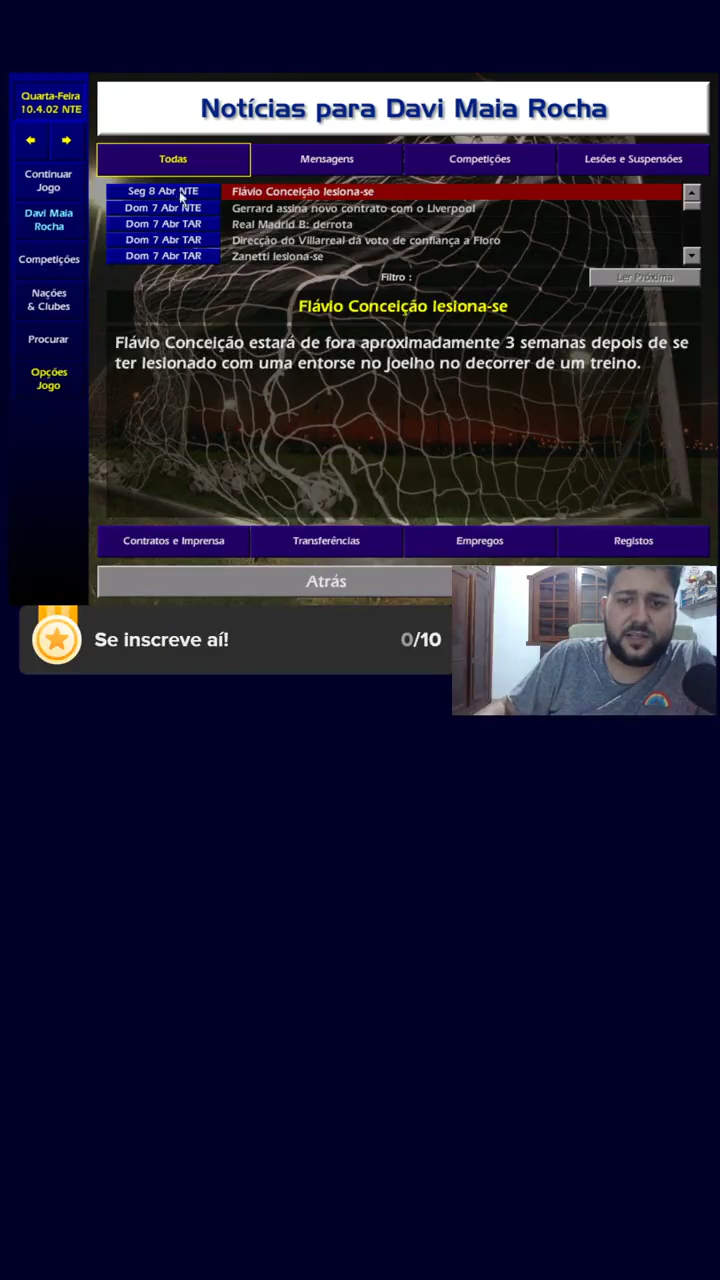 Quarta-Feira
10.4.02 NTE
Notícias para Davi Maia Rocha
Continuar
Jogo
Davi Maia
Rocha
Competições
Nações
& Clubes
Procurar
Opções
Jogo
Todas
Mensagens
Competições
Lesões e Suspensões
Seg 8 Abr NTE
Flávio Conceição lesiona-se
Dom 7 Abr NTE
Gerrard assina novo contrato com o Liverpool
Dom 7 Abr TAR
Real Madrid B: derrota
Dom 7 Abr TAR
Direcção do Villarreal dá voto de confiança a Floro
Dom 7 Abr TAR
Zanetti lesiona-se
Filtro :
Ler Próxima
Flávio Conceição lesiona-se
Flávio Conceição estará de fora aproximadamente 3 semanas depois de se
ter lesionado com uma entorse no joelho no decorrer de um treino.
Contratos e Imprensa
Transferências
Empregos
Registos
Atrás
Se inscreve aí!
0/10